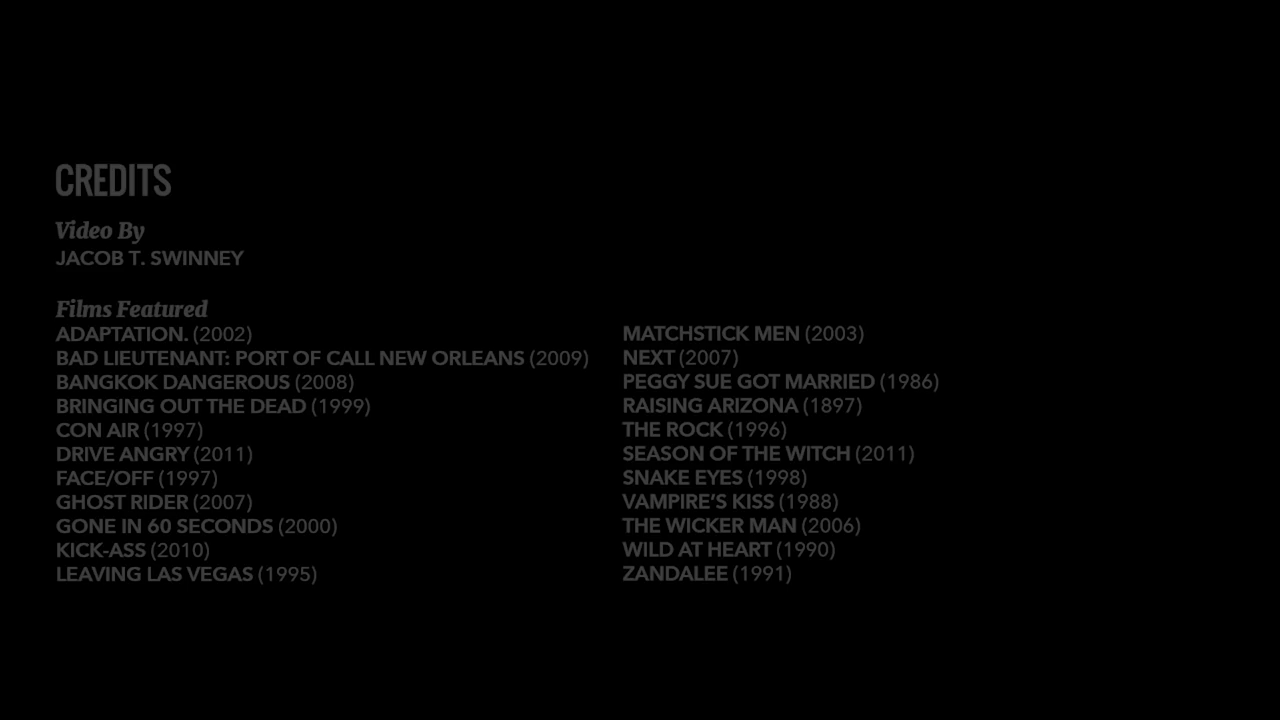 CREDITS
Video By
JACOB T. SWINNEY
Films Featured
ADAPTATION. (2002)
BAD LIEUTENANT: PORT OF CALL NEW ORLEANS (2009)
BANGKOK DANGEROUS (2008)
BRINGING OUT THE DEAD (1999)
CON AIR (1997)
DRIVE ANGRY (2011)
FACE/OFF (1997)
GHOST RIDER (2007)
GONE IN 60 SECONDS (2000)
KICK-ASS (2010)
LEAVING LAS VEGAS (1995)
MATCHSTICK MEN (2003)
NEXT (2007)
PEGGY SUE GOT MARRIED (1986)
RAISING ARIZONA (1897)
THE ROCK (1996)
SEASON OF THE WITCH (2011)
SNAKE EYES (1998)
VAMPIRE'S KISS (1988)
THE WICKER MAN (2006)
WILD AT HEART (1990)
ZANDALEE (1991)